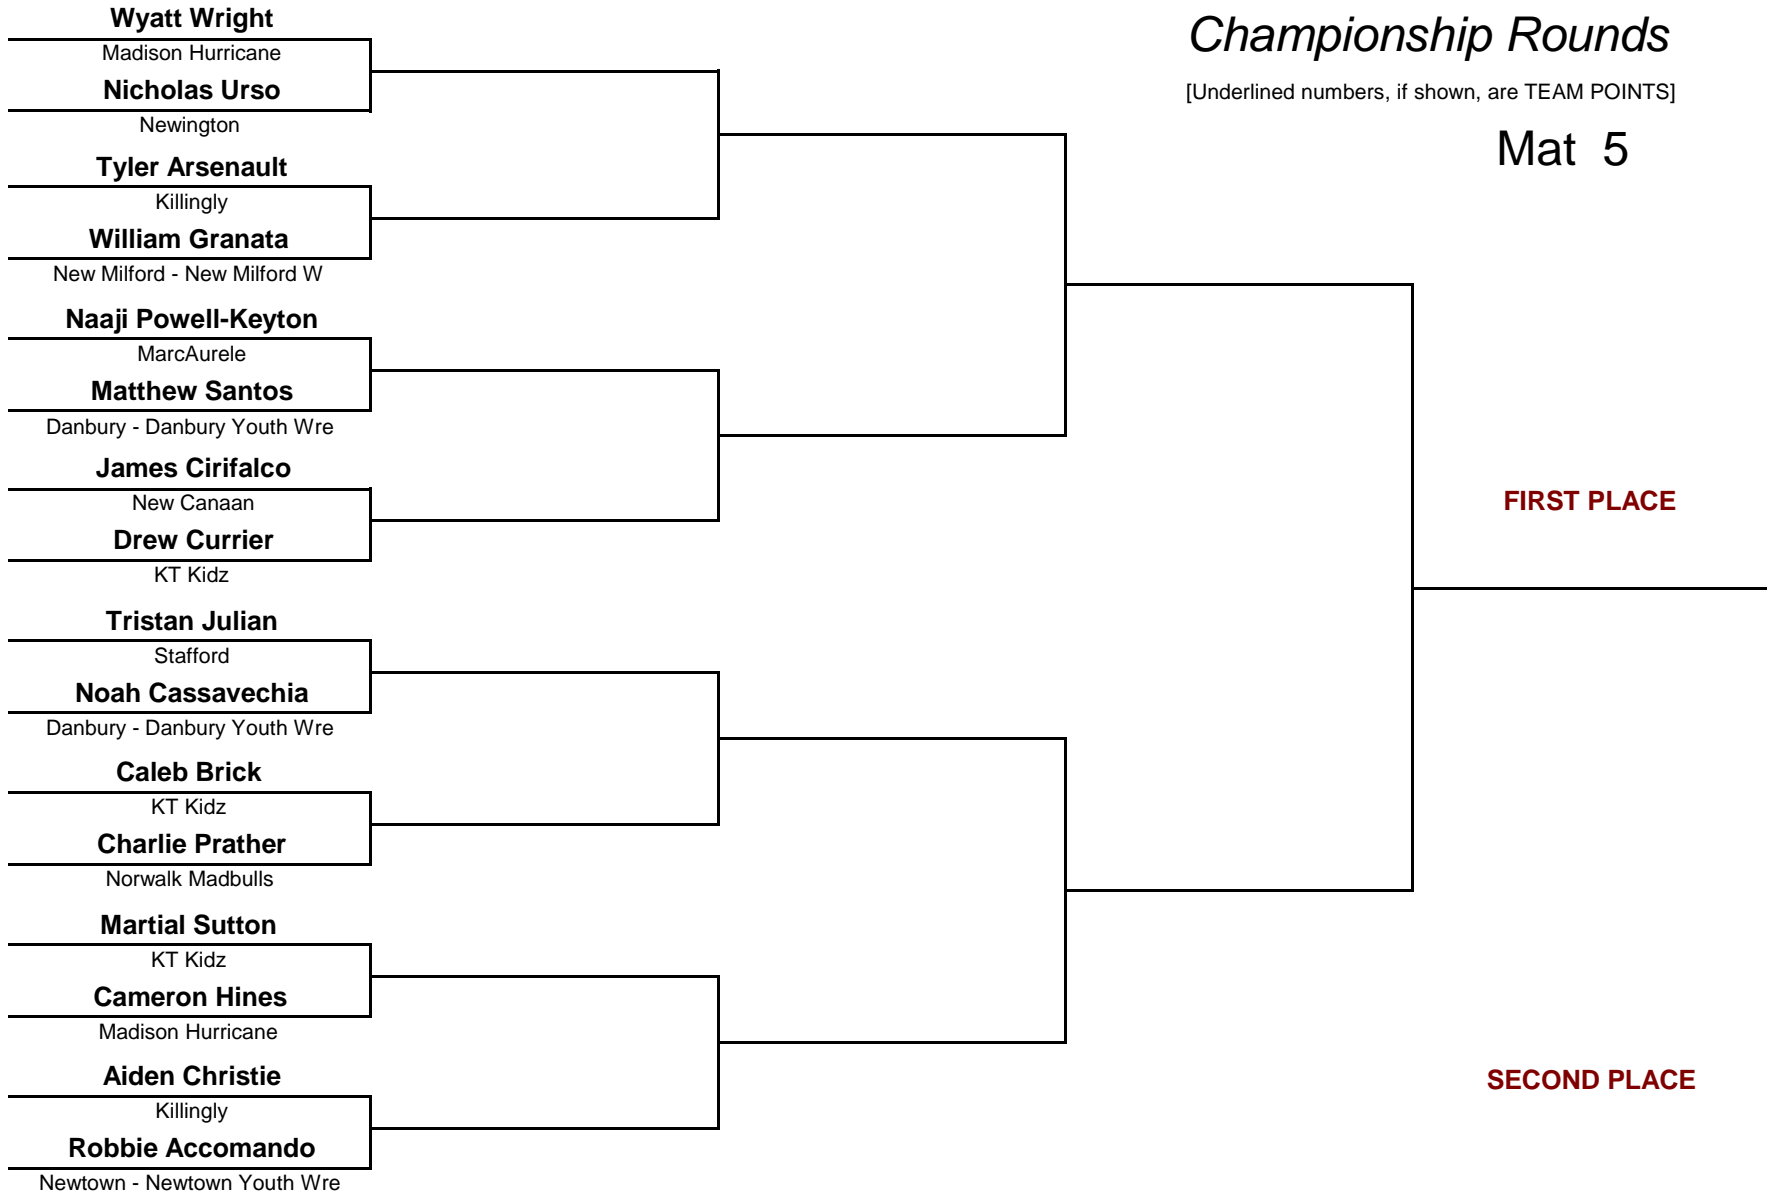 Wyatt Wright
Madison Hurricane
Nicholas Urso
Newington
Tyler Arsenault
Killingly
William Granata
New Milford - New Milford W
Naaji Powell-Keyton
MarcAurele
Matthew Santos
Danbury - Danbury Youth Wre
James Cirifalco
New Canaan
Drew Currier
KT Kidz
Tristan Julian
Stafford
Noah Cassavechia
Danbury - Danbury Youth Wre
Caleb Brick
KT Kidz
Charlie Prather
Norwalk Madbulls
Martial Sutton
KT Kidz
Cameron Hines
Madison Hurricane
Aiden Christie
Killingly
Robbie Accomando
Newtown - Newtown Youth Wre
Championship Rounds
[Underlined numbers, if shown, are TEAM POINTS]
Mat 5
FIRST PLACE
SECOND PLACE